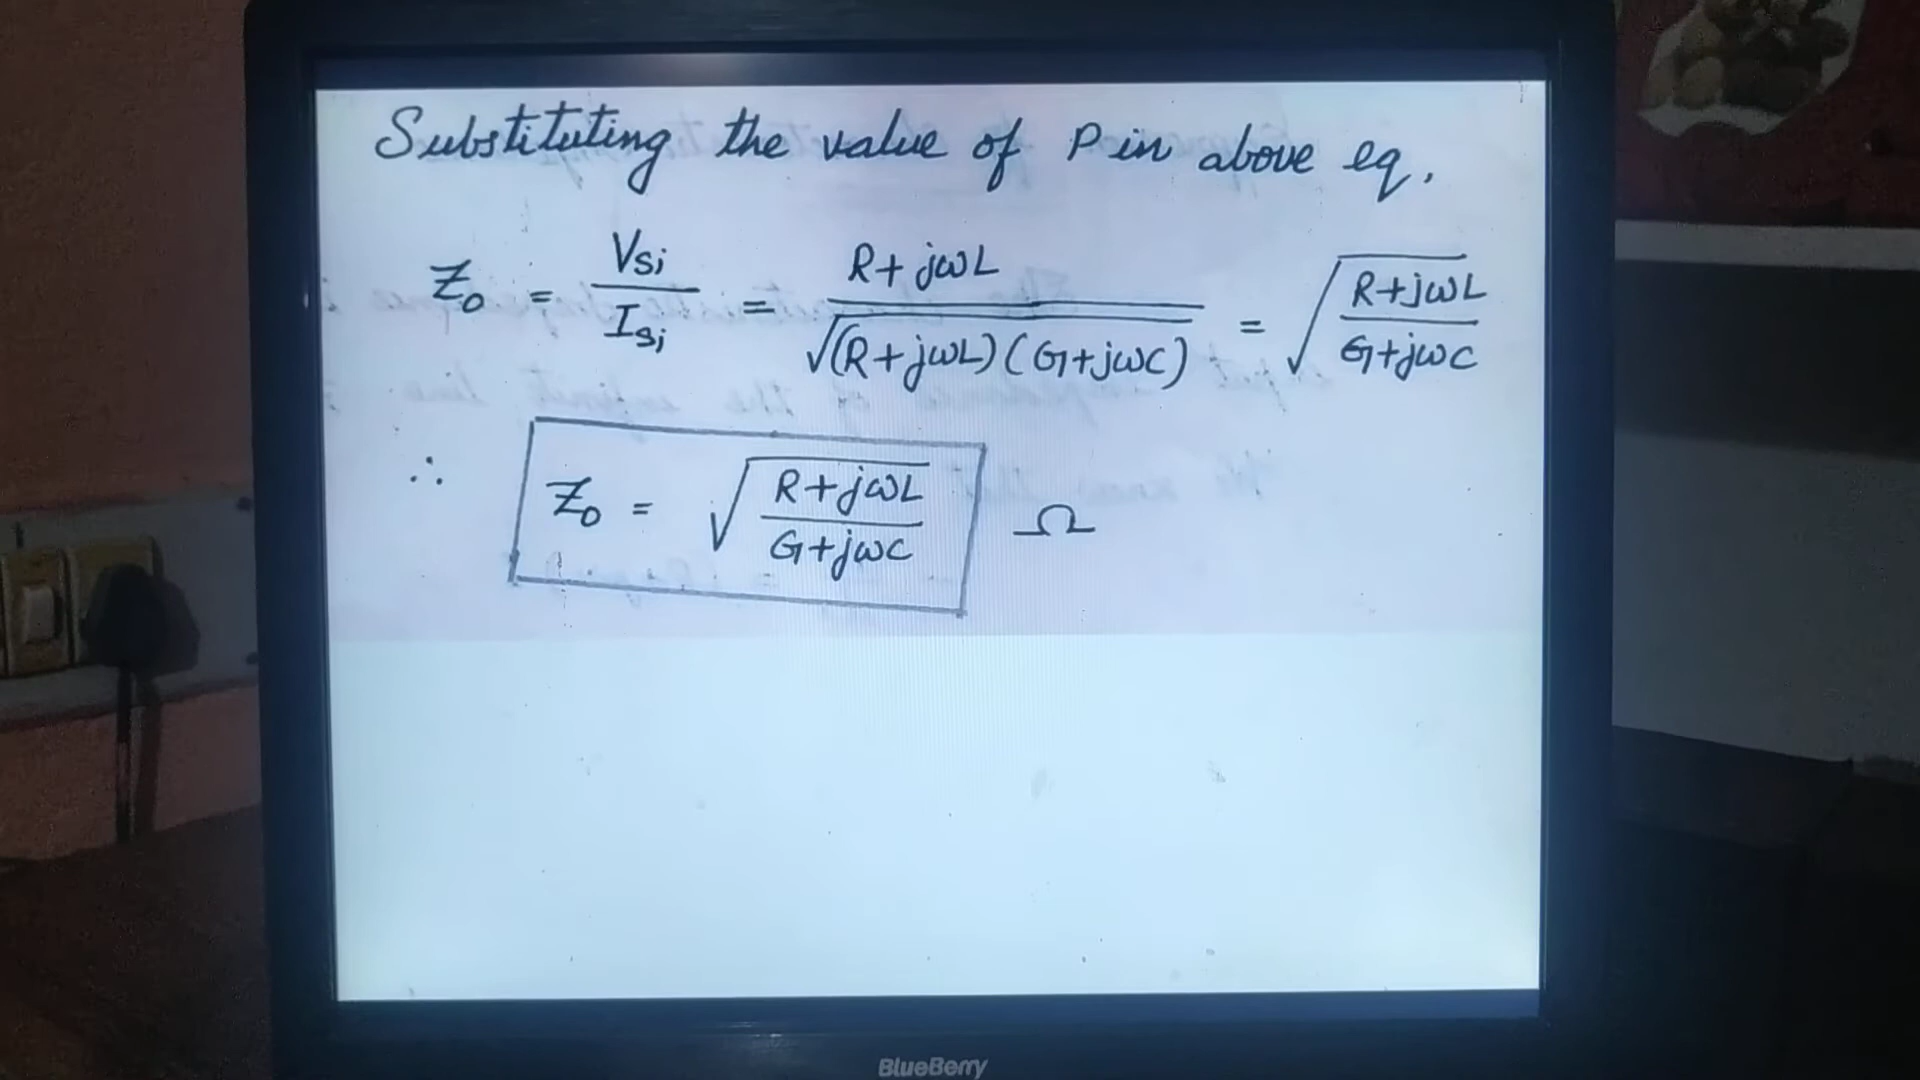 Substituting the value of P in above eq.
Z₀ = Vsi / Isi = R+jωL / √(R+jωL)(G+jωC) = √(R+jωL / G+jωC)
∴ Z₀ = √(R+jωL / G+jωC) Ω
BlueBerry